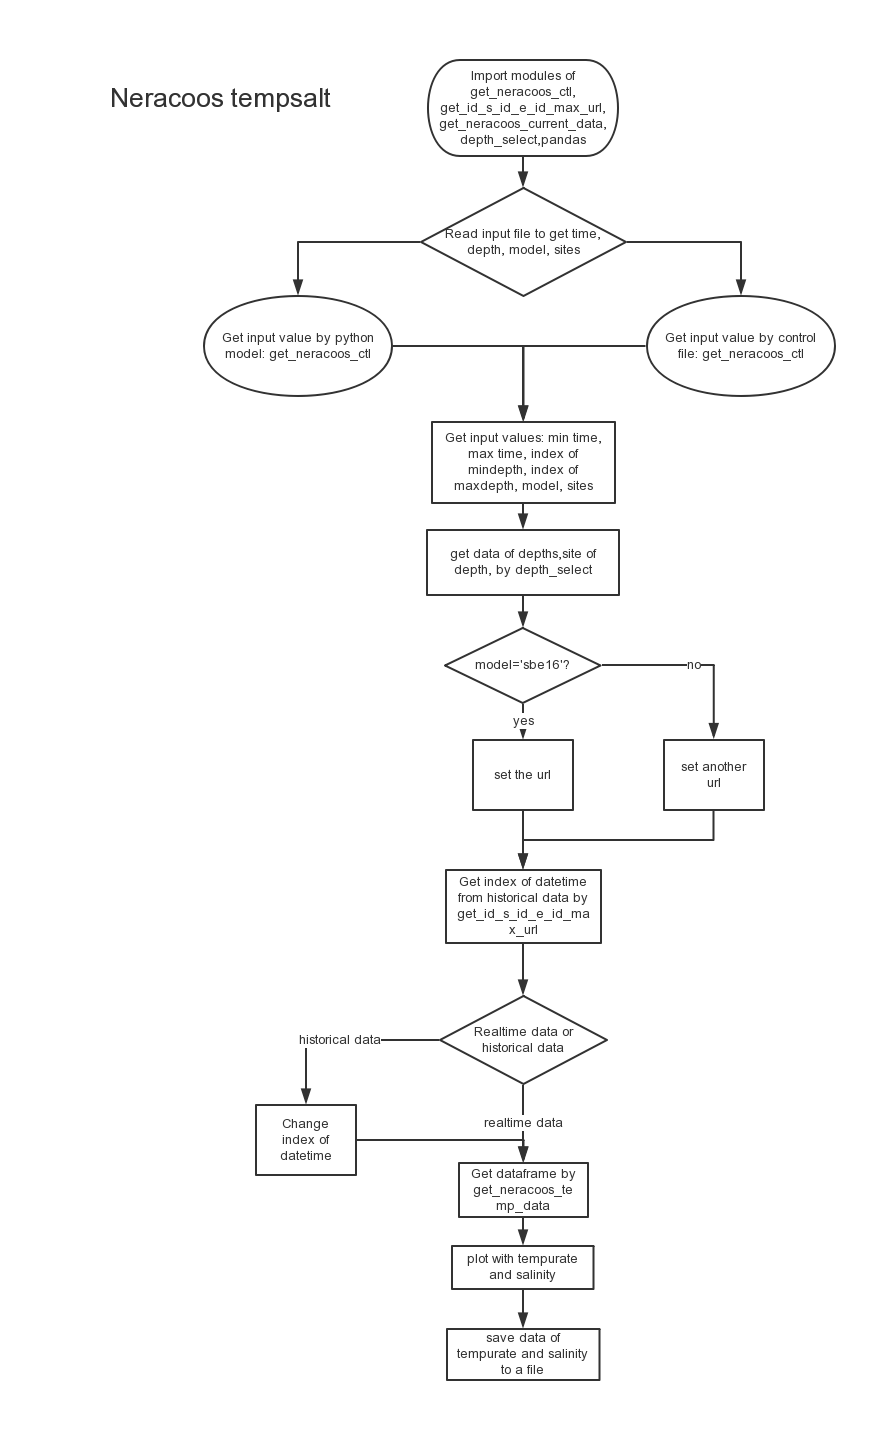 Neracoos tempsalt
Import modules of
get_neracoos_ctl,
get_id_s_id_e_id_max_url,
get_neracoos_current_data,
depth_select,pandas
Read input file to get time,
depth, model, sites
Get input value by python
model: get_neracoos_ctl
Get input value by control
file: get_neracoos_ctl
Get input values: min time,
max time, index of
mindepth, index of
maxdepth, model, sites
get data of depths,site of
depth, by depth_select
model='sbe16'?
no
yes
set the url
set another
url
Get index of datetime
from historical data by
get_id_s_id_e_id_ma
x_url
Realtime data or
historical data
historical data
Change
index of
datetime
realtime data
Get dataframe by
get_neracoos_te
mp_data
plot with tempurate
and salinity
save data of
tempurate and salinity
to a file